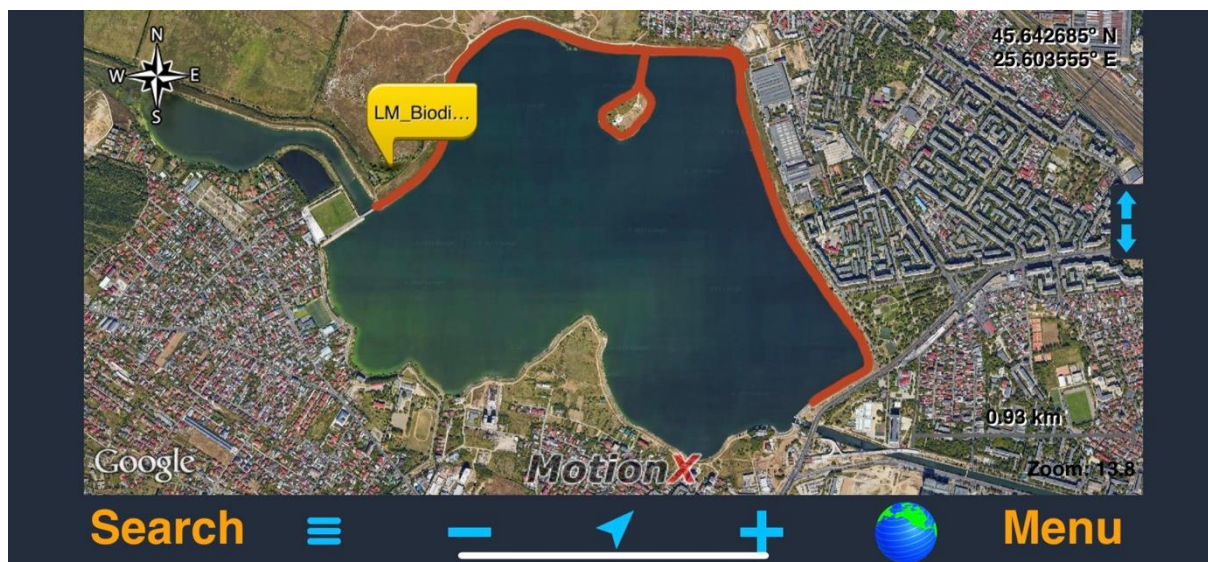 N
W E
S
45.642685° N
25.603555° E
LM_Biodi...
0.93 km
Google
MotionX
Zoom: 13.8
Search
Menu